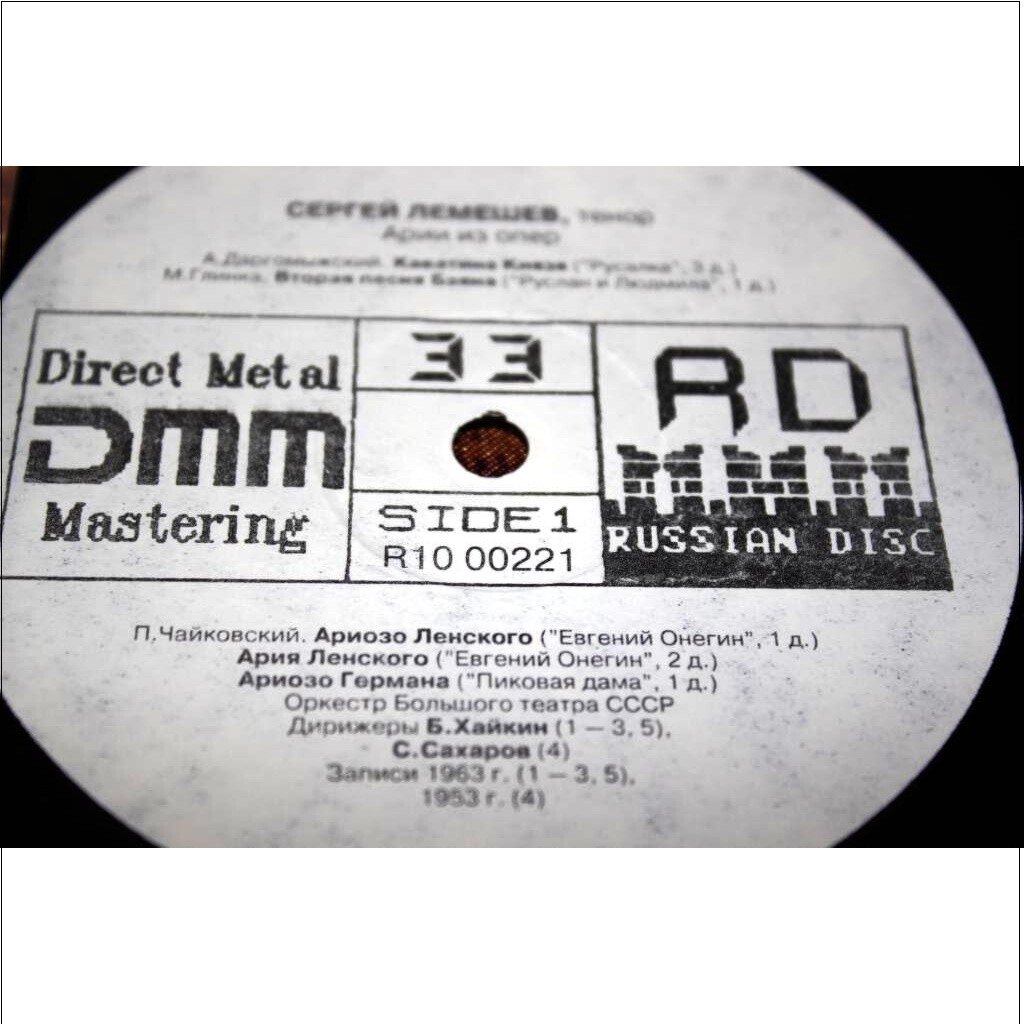 СЕРГЕЙ ЛЕМЕШЕВ, тенор
Арии из опер
А.Даргомыжский. Каватина Князя ("Русалка", 3 д.)
М.Глинка. Вторая песня Баяна ("Руслан и Людмила", 1 д.)
Direct Metal
DMM
Mastering
33
SIDE 1
R10 00221
RD
RUSSIAN DISC
П.Чайковский. Ариозо Ленского ("Евгений Онегин", 1 д.)
Ария Ленского ("Евгений Онегин", 2 д.)
Ариозо Германа ("Пиковая дама", 1 д.)
Оркестр Большого театра СССР
Дирижеры Б.Хайкин (1 — 3, 5),
С.Сахаров (4)
Записи 1963 г. (1 — 3, 5),
1953 г. (4)